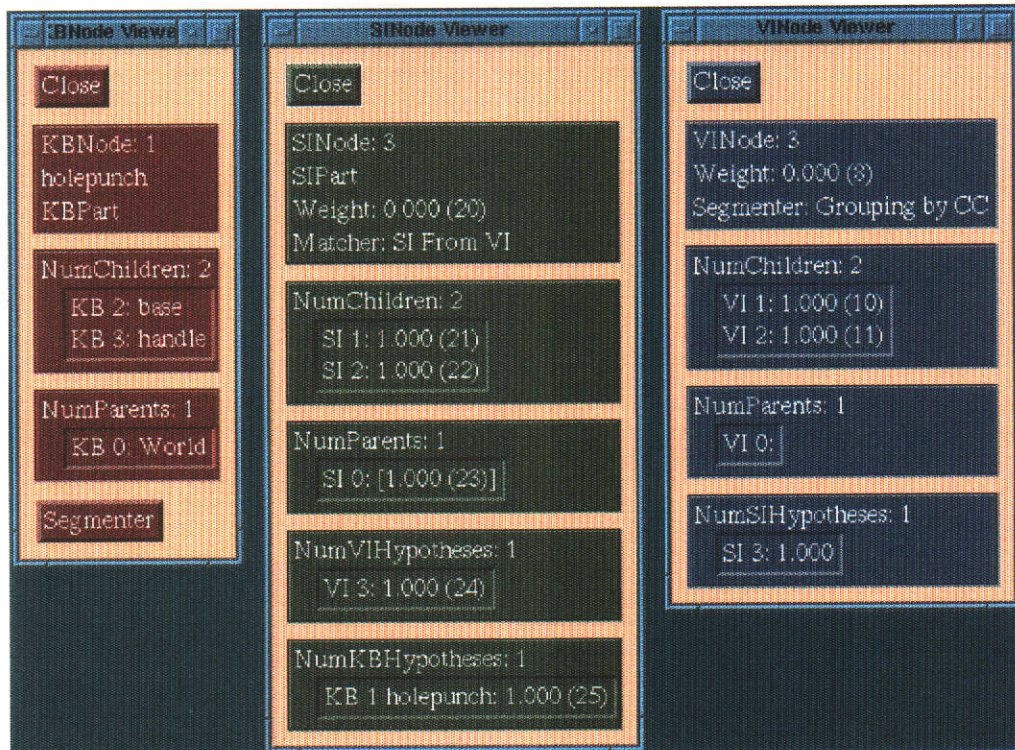 .BNode Viewe
Close
KBNode: 1
holepunch
KBPart
NumChildren: 2
KB 2: base
KB 3: handle
NumParents: 1
KB 0: World
Segmenter
SINode Viewer
Close
SINode: 3
SIPart
Weight: 0.000 (20)
Matcher: SI From VI
NumChildren: 2
SI 1: 1.000 (21)
SI 2: 1.000 (22)
NumParents: 1
SI 0: [1.000 (23)]
NumVIHypotheses: 1
VI 3: 1.000 (24)
NumKBHypotheses: 1
KB 1 holepunch: 1.000 (25)
VINode Viewer
Close
VINode: 3
Weight: 0.000 (3)
Segmenter: Grouping by CC
NumChildren: 2
VI 1: 1.000 (10)
VI 2: 1.000 (11)
NumParents: 1
VI 0:
NumSIHypotheses: 1
SI 3: 1.000